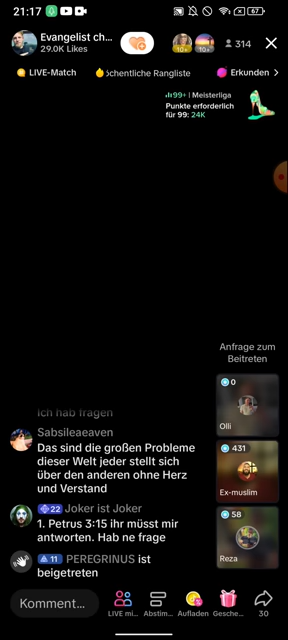 21:17
67
Evangelist ch...
29.0K Likes
10+
10+
314
LIVE-Match
öchentliche Rangliste
Erkunden
99+ | Meisterliga
Punkte erforderlich
für 99: 24K
Anfrage zum
Beitreten
0
Olli
431
Ex-muslim
58
Reza
Ich hab fragen
Sabsileaeaven
Das sind die großen Probleme
dieser Welt jeder stellt sich
über den anderen ohne Herz
und Verstand
22 Joker ist Joker
1. Petrus 3:15 ihr müsst mir
antworten. Hab ne frage
11 PEREGRINUS ist
beigetreten
Komment...
LIVE mi...
Abstim...
Aufladen
Gesche...
30